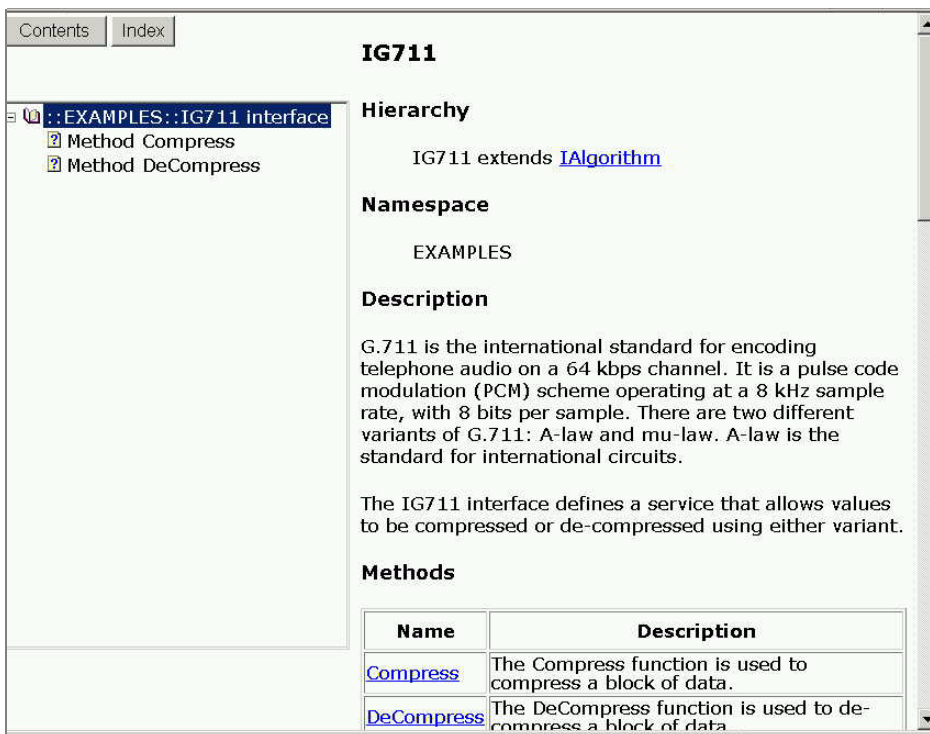 Contents Index
::EXAMPLES::IG711 interface
Method Compress
Method DeCompress
IG711
Hierarchy
IG711 extends IAlgorithm
Namespace
EXAMPLES
Description
G.711 is the international standard for encoding
telephone audio on a 64 kbps channel. It is a pulse code
modulation (PCM) scheme operating at a 8 kHz sample
rate, with 8 bits per sample. There are two different
variants of G.711: A-law and mu-law. A-law is the
standard for international circuits.
The IG711 interface defines a service that allows values
to be compressed or de-compressed using either variant.
Methods
Name Description
Compress The Compress function is used to
compress a block of data.
DeCompress The DeCompress function is used to de-
compress a block of data